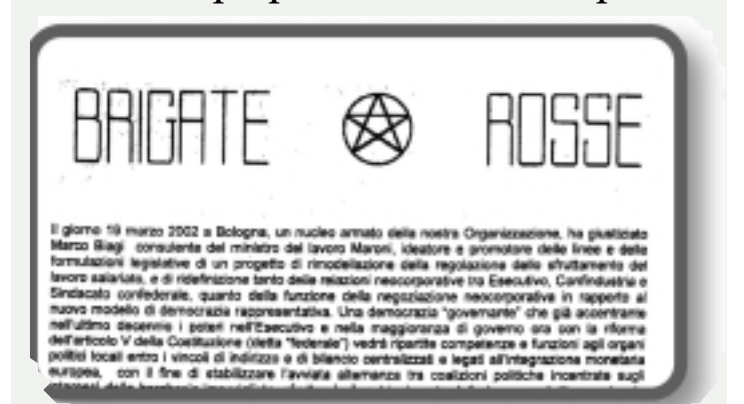 BRIGATE ROSSE
Il giorno 19 marzo 2002 a Bologna, un nucleo armato della nostra Organizzazione, ha giustiziato
Marco Biagi consulente del ministro del lavoro Maroni, ideatore e promotore delle linee e delle
formulazioni legislative di un progetto di rimodellazione della regolazione dello sfruttamento del
lavoro salariato, e di ridefinizione tanto delle relazioni neocorporative tra Esecutivo, Confindustria e
Sindacato confederale, quanto della funzione della negoziazione neocorporativa in rapporto al
nuovo modello di democrazia rappresentativa. Una democrazia "governante" che già accentrante
nell'ultimo decennio i poteri nell'Esecutivo e nella maggioranza di governo ora con la riforma
dell'articolo V della Costituzione (detta "federale") vedrà ripartite competenze e funzioni agli organi
politici locali entro i vincoli di indirizzo e di bilancio centralizzati e legati all'integrazione monetaria
europea, con il fine di stabilizzare l'avviata alternanza tra coalizioni politiche incentrate sugli